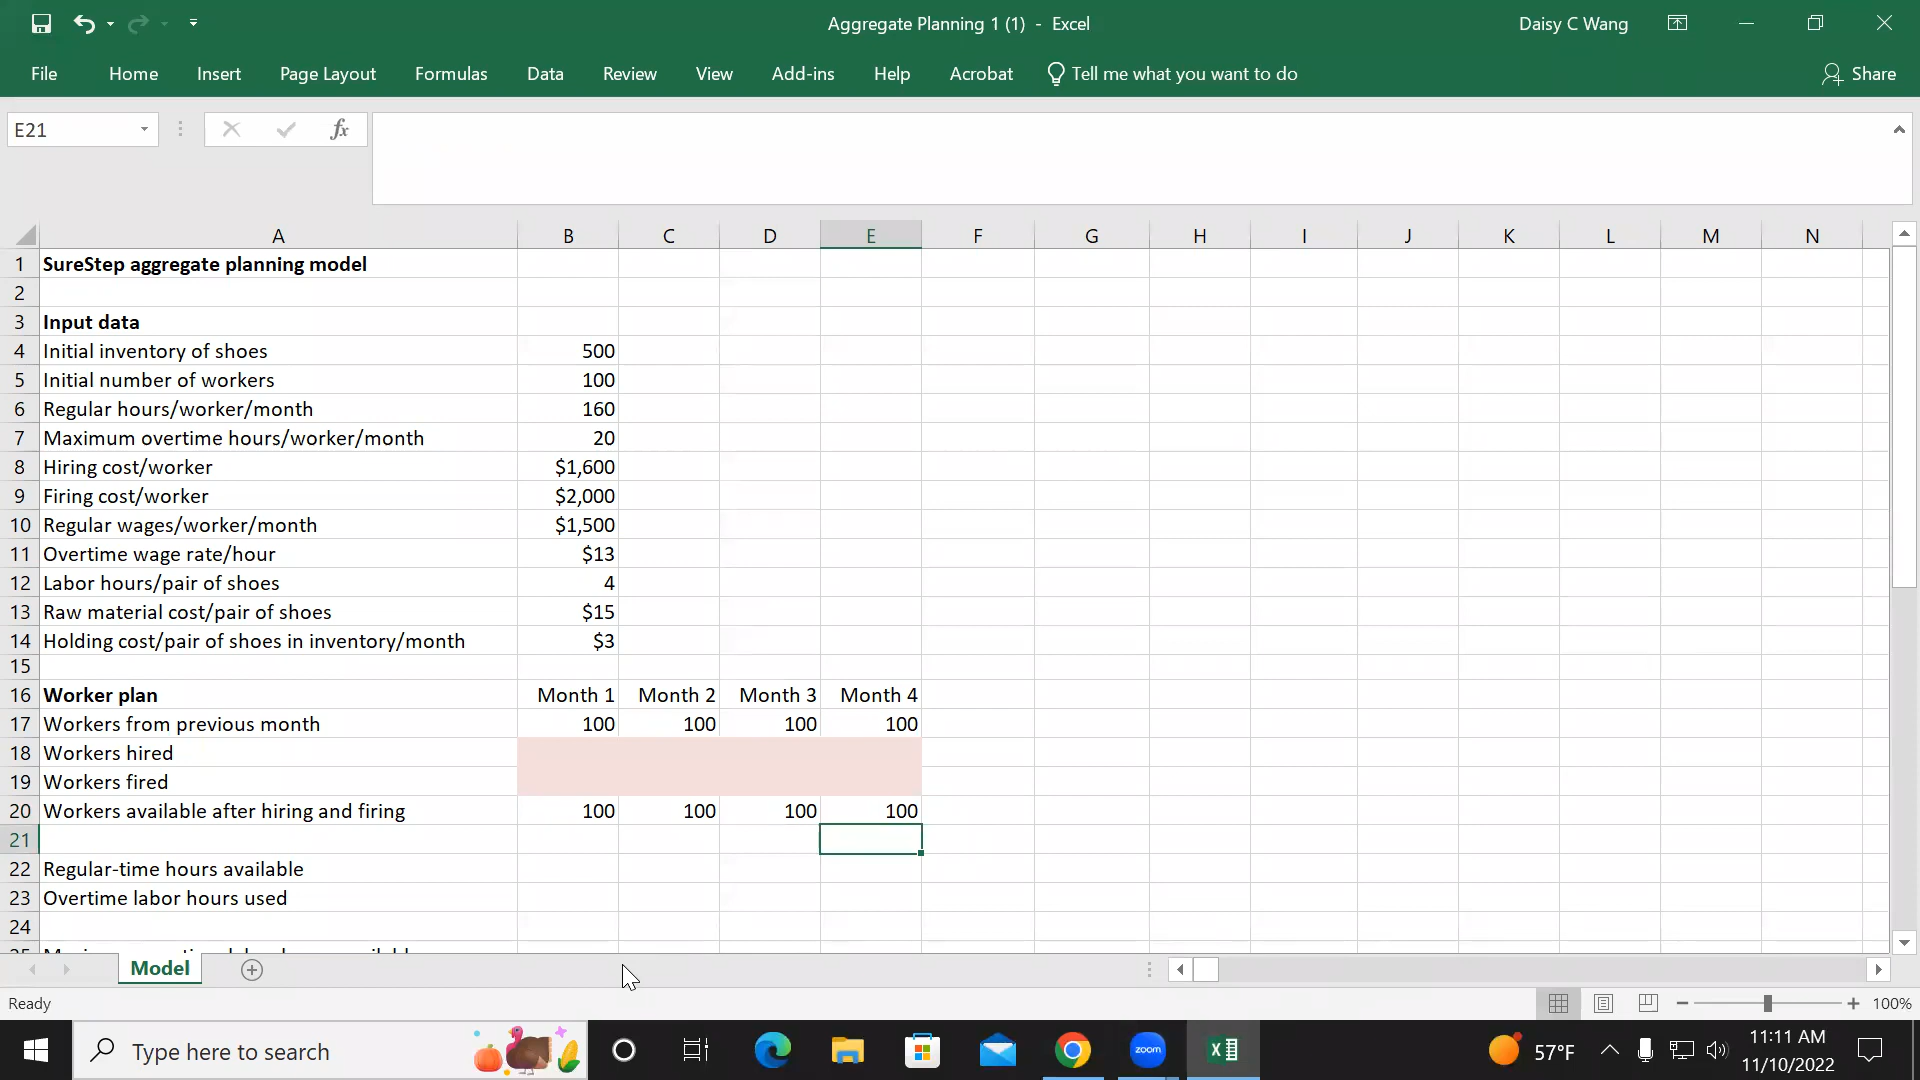 Aggregate Planning 1 (1) - Excel
Daisy C Wang
File Home Insert Page Layout Formulas Data Review View Add-ins Help Acrobat Tell me what you want to do Share
E21 fx
A B C D E F G H I J K L M N
1 SureStep aggregate planning model
2
3 Input data
4 Initial inventory of shoes 500
5 Initial number of workers 100
6 Regular hours/worker/month 160
7 Maximum overtime hours/worker/month 20
8 Hiring cost/worker $1,600
9 Firing cost/worker $2,000
10 Regular wages/worker/month $1,500
11 Overtime wage rate/hour $13
12 Labor hours/pair of shoes 4
13 Raw material cost/pair of shoes $15
14 Holding cost/pair of shoes in inventory/month $3
15
16 Worker plan Month 1 Month 2 Month 3 Month 4
17 Workers from previous month 100 100 100 100
18 Workers hired
19 Workers fired
20 Workers available after hiring and firing 100 100 100 100
21
22 Regular-time hours available
23 Overtime labor hours used
24
Model
Ready
100%
Type here to search
zoom
57°F
11:11 AM
11/10/2022